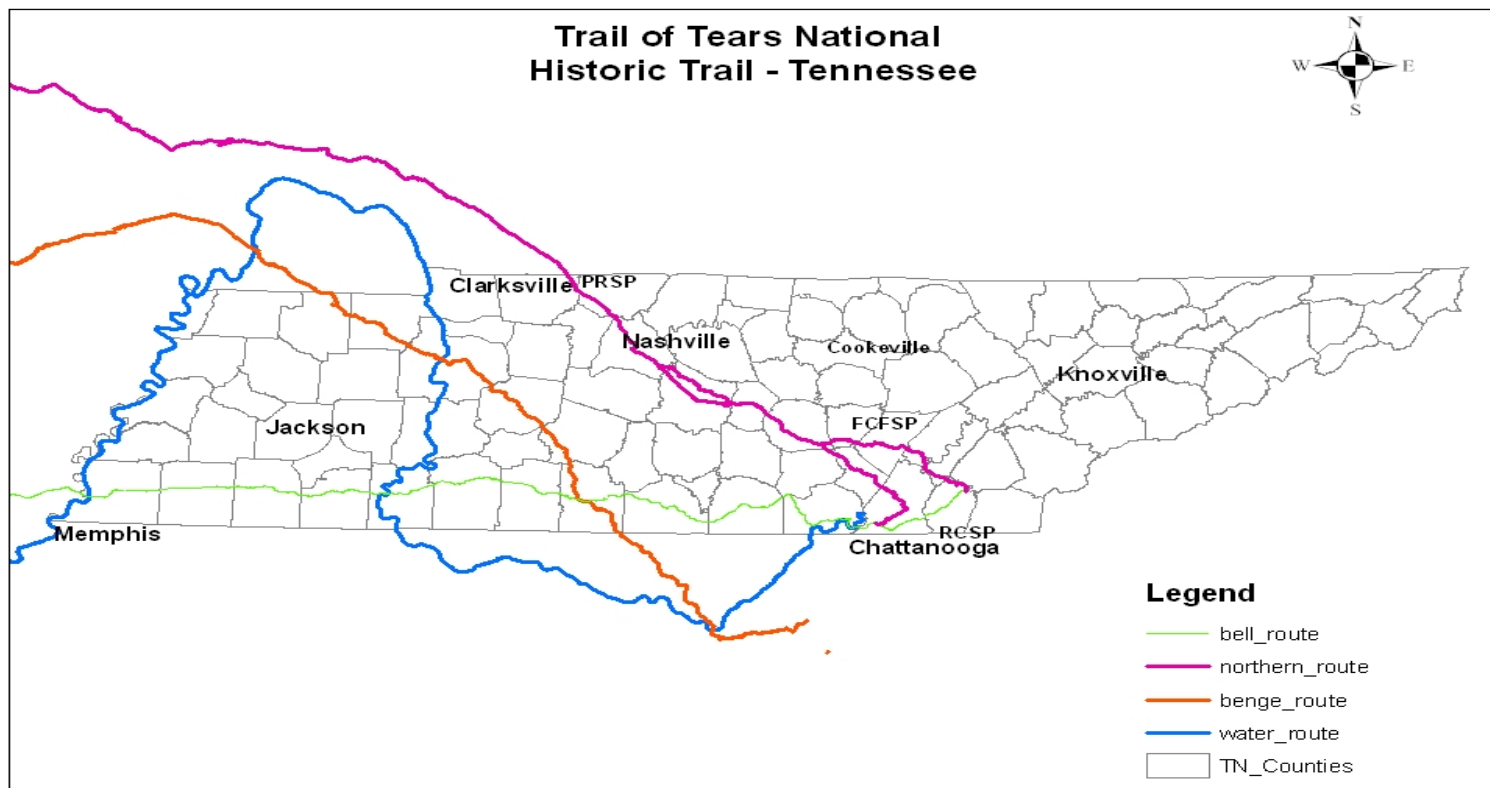 Trail of Tears National
Historic Trail - Tennessee
N
W E
S
Clarksville PRSP
Nashville
Cookeville
Knoxville
Jackson
FCFSP
Memphis
RCSP
Chattanooga
Legend
bell_route
northern_route
benge_route
water_route
TN_Counties